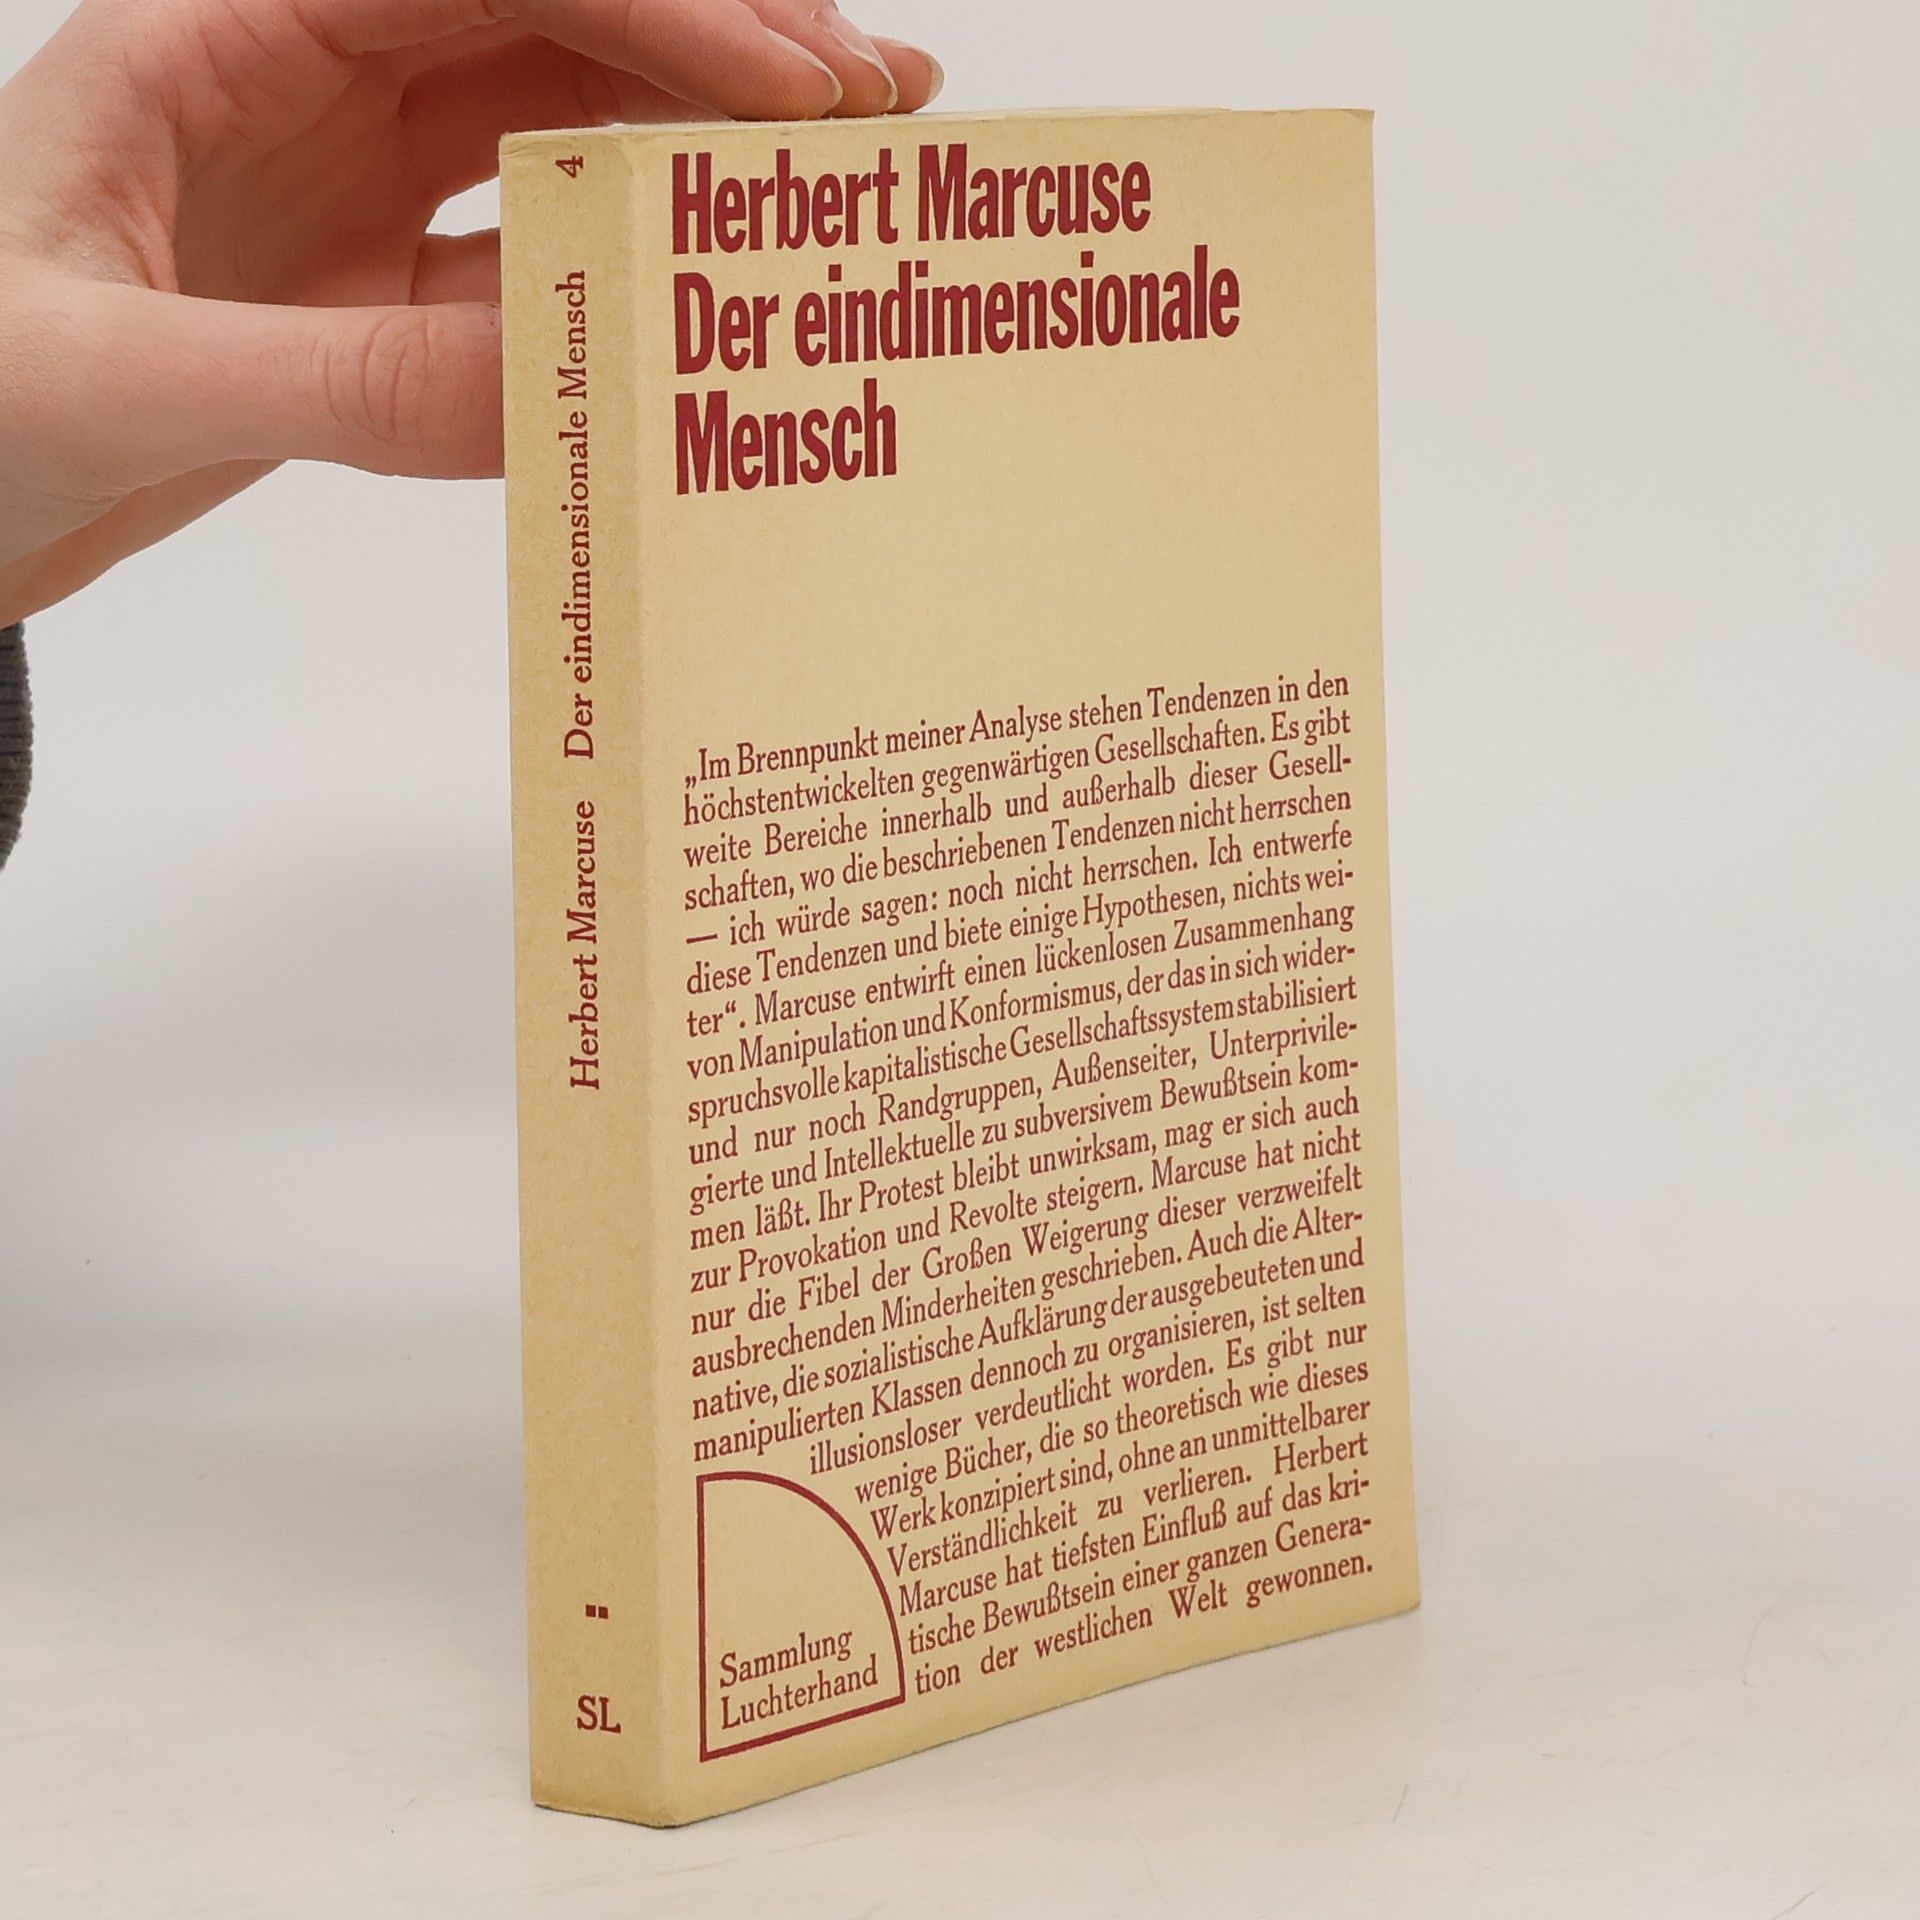 Herbert Marcuse Der eindimensionale Mensch 4
SL
Herbert Marcuse
Der eindimensionale
Mensch
„Im Brennpunkt meiner Analyse stehen Tendenzen in den
höchstentwickelten gegenwärtigen Gesellschaften. Es gibt
weite Bereiche innerhalb und außerhalb dieser Gesell-
schaften, wo die beschriebenen Tendenzen nicht herrschen
— ich würde sagen: noch nicht herrschen. Ich entwerfe
diese Tendenzen und biete einige Hypothesen, nichts wei-
ter“. Marcuse entwirft einen lückenlosen Zusammenhang
von Manipulation und Konformismus, der das in sich wider-
spruchsvolle kapitalistische Gesellschaftssystem stabilisiert
und nur noch Randgruppen, Außenseiter, Unterprivile-
gierte und Intellektuelle zu subversivem Bewußtsein kom-
men läßt. Ihr Protest bleibt unwirksam, mag er sich auch
zur Provokation und Revolte steigern. Marcuse hat nicht
nur die Fibel der Großen Weigerung dieser verzweifelt
ausbrechenden Minderheiten geschrieben. Auch die Alter-
native, die sozialistische Aufklärung der ausgebeuteten und
manipulierten Klassen dennoch zu organisieren, ist selten
illusionsloser verdeutlicht worden. Es gibt nur
wenige Bücher, die so theoretisch wie dieses
Werk konzipiert sind, ohne an unmittelbarer
Verständlichkeit zu verlieren. Herbert
Marcuse hat tiefsten Einfluß auf das kri-
tische Bewußtsein einer ganzen Genera-
tion der westlichen Welt gewonnen.
Sammlung
Luchterhand